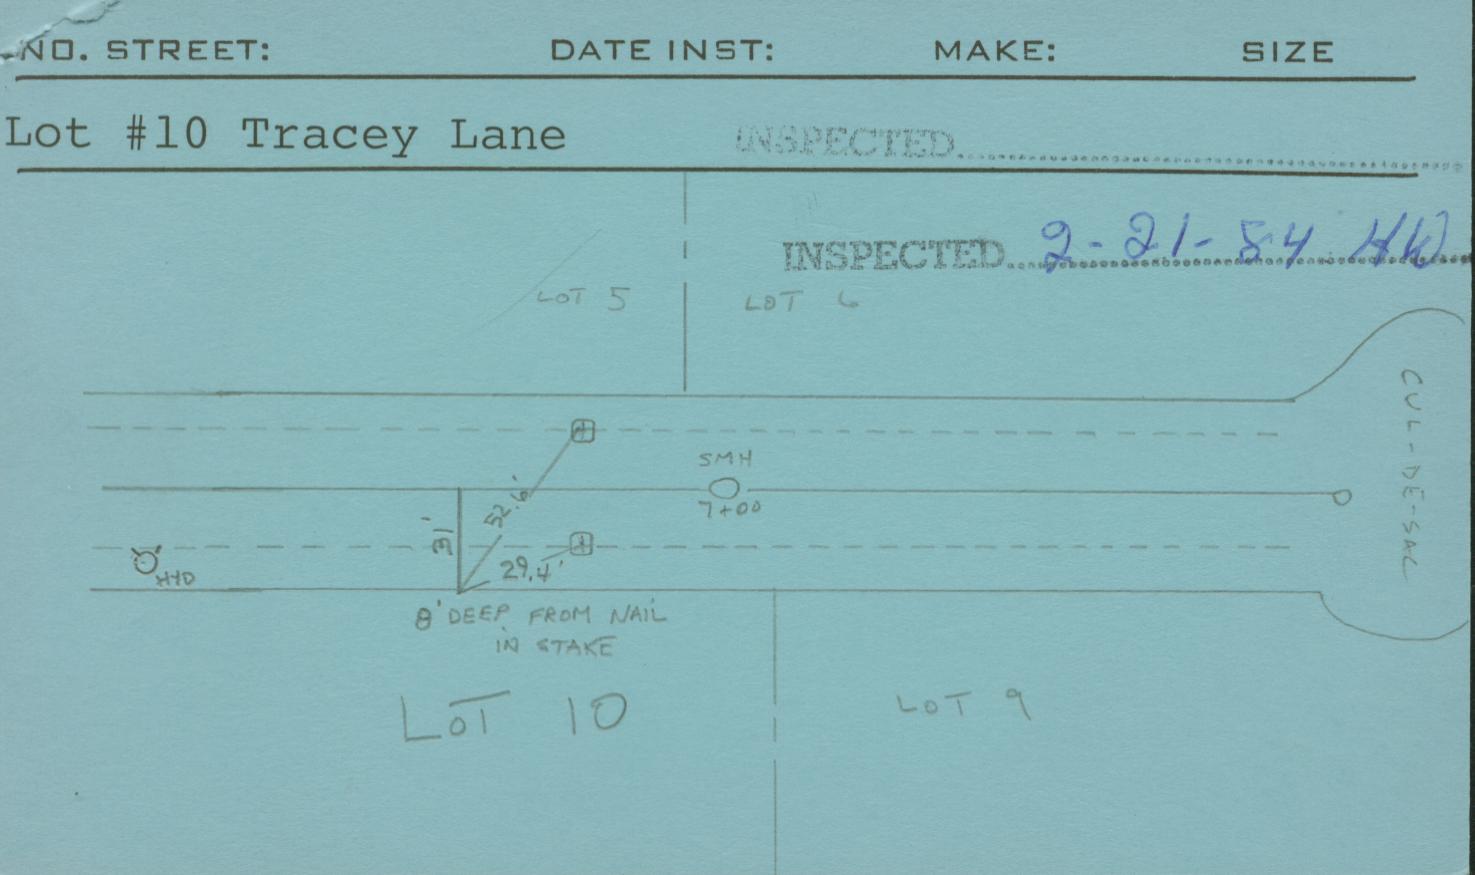 NO. STREET: DATE INST: MAKE: SIZE
Lot #10 Tracey Lane INSPECTED
INSPECTED 2-21-84 HW
LOT 5 LOT 6
CUL-DE-SAC
SMH
7+00
52.6'
31'
29.4'
HYD
8' DEEP FROM NAIL
IN STAKE
LOT 10 LOT 9